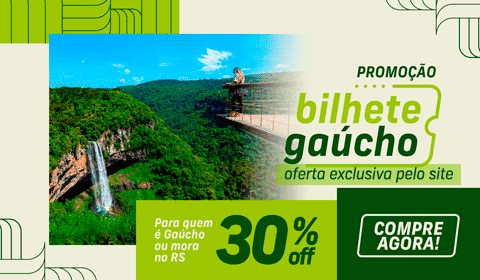 PROMOÇÃO
bilhete
gaúcho
oferta exclusiva pelo site
Para quem
é Gaúcho
ou mora
no RS
30% off
COMPRE
AGORA!